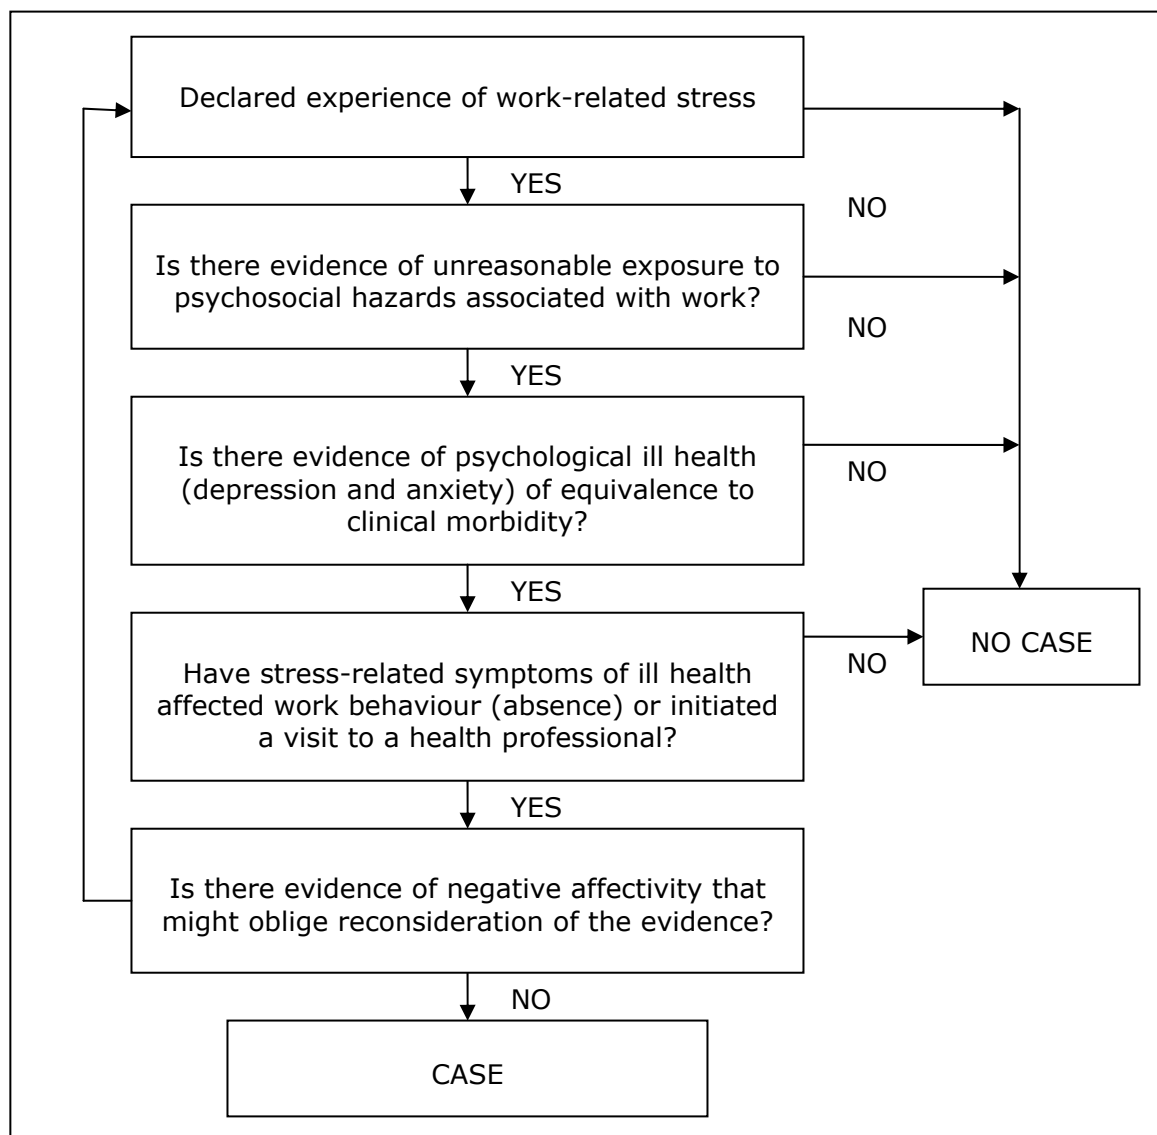 Declared experience of work-related stress
YES
NO
Is there evidence of unreasonable exposure to
psychosocial hazards associated with work?
NO
YES
Is there evidence of psychological ill health
(depression and anxiety) of equivalence to
clinical morbidity?
NO
YES
NO CASE
Have stress-related symptoms of ill health
affected work behaviour (absence) or initiated
a visit to a health professional?
NO
YES
Is there evidence of negative affectivity that
might oblige reconsideration of the evidence?
NO
CASE